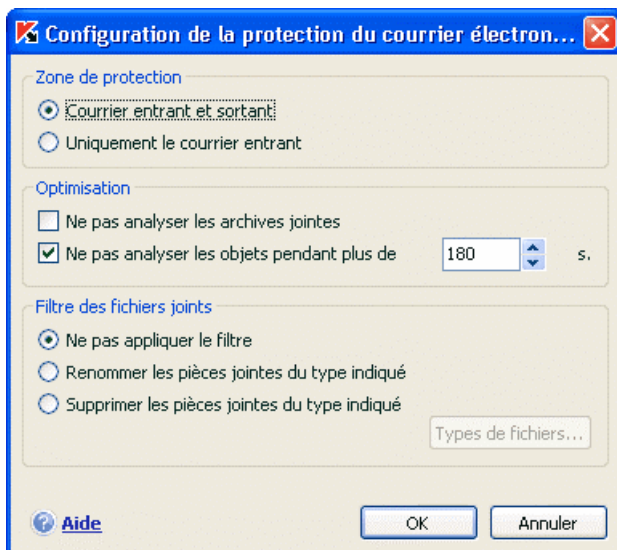 Configuration de la protection du courrier électron...
Zone de protection
Courrier entrant et sortant
Uniquement le courrier entrant
Optimisation
Ne pas analyser les archives jointes
Ne pas analyser les objets pendant plus de 180 s.
Filtre des fichiers joints
Ne pas appliquer le filtre
Renommer les pièces jointes du type indiqué
Supprimer les pièces jointes du type indiqué
Types de fichiers...
Aide OK Annuler